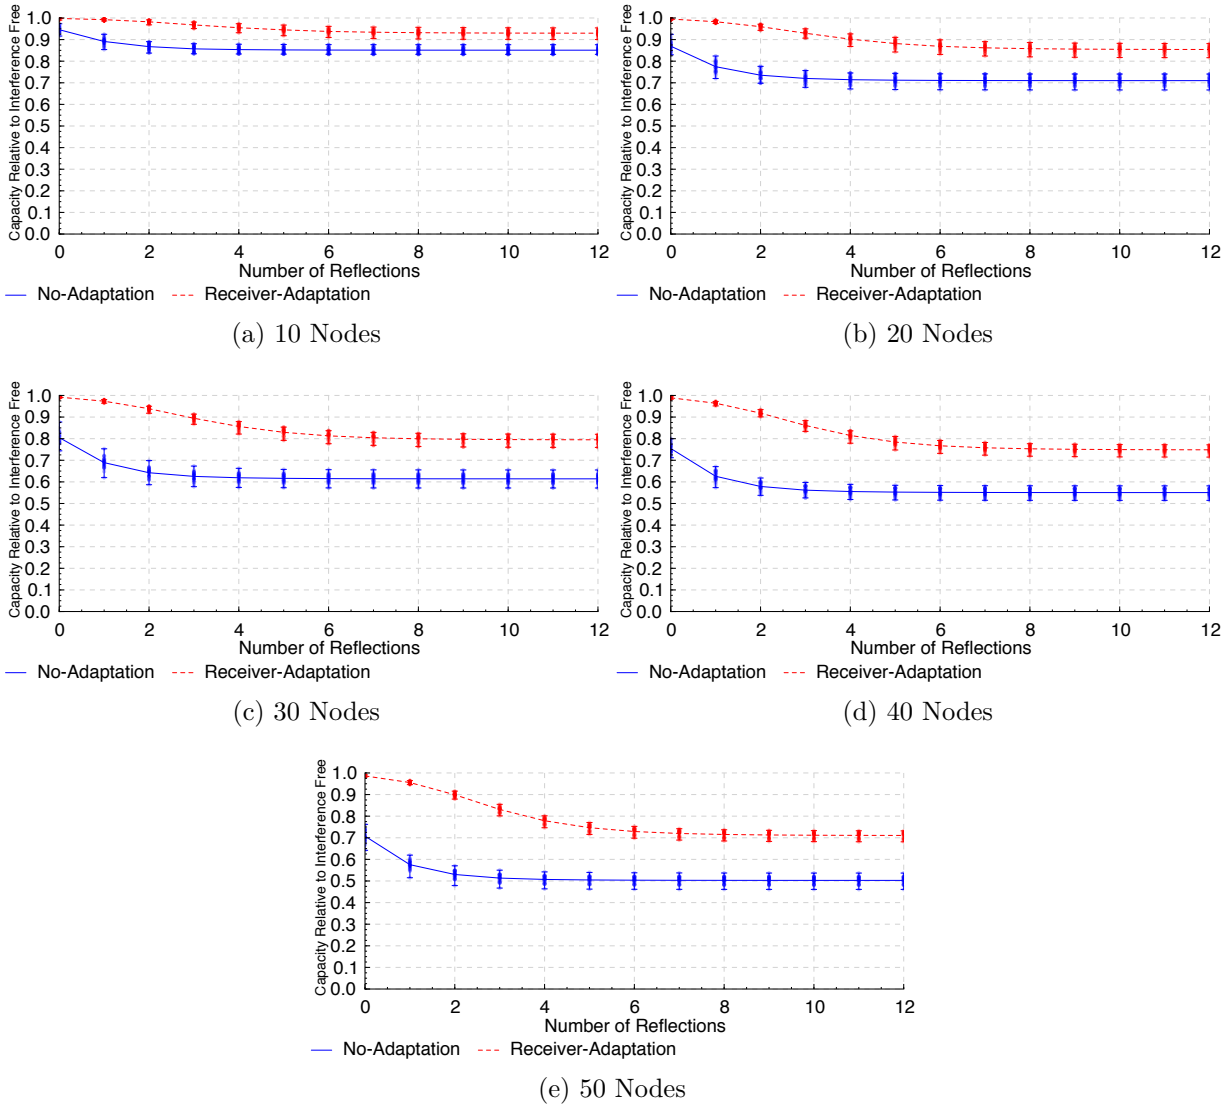 Capacity Relative to Interference Free
1.0
0.9
0.8
0.7
0.6
0.5
0.4
0.3
0.2
0.1
0.0
0 2 4 6 8 10 12
Number of Reflections
No-Adaptation Receiver-Adaptation
(a) 10 Nodes
Capacity Relative to Interference Free
1.0
0.9
0.8
0.7
0.6
0.5
0.4
0.3
0.2
0.1
0.0
0 2 4 6 8 10 12
Number of Reflections
No-Adaptation Receiver-Adaptation
(b) 20 Nodes
Capacity Relative to Interference Free
1.0
0.9
0.8
0.7
0.6
0.5
0.4
0.3
0.2
0.1
0.0
0 2 4 6 8 10 12
Number of Reflections
No-Adaptation Receiver-Adaptation
(c) 30 Nodes
Capacity Relative to Interference Free
1.0
0.9
0.8
0.7
0.6
0.5
0.4
0.3
0.2
0.1
0.0
0 2 4 6 8 10 12
Number of Reflections
No-Adaptation Receiver-Adaptation
(d) 40 Nodes
Capacity Relative to Interference Free
1.0
0.9
0.8
0.7
0.6
0.5
0.4
0.3
0.2
0.1
0.0
0 2 4 6 8 10 12
Number of Reflections
No-Adaptation Receiver-Adaptation
(e) 50 Nodes